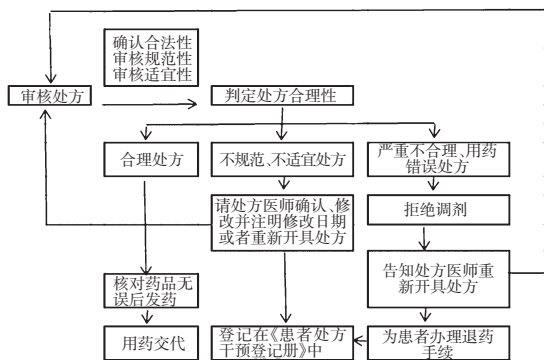 确认合法性
审核规范性
审核适宜性
审核处方
判定处方合理性
合理处方
不规范、不适宜处方
严重不合理、用药
错误处方
请处方医师确认、修
改并注明修改日期
或者重新开具处方
拒绝调剂
核对药品无
误后发药
告知处方医师重
新开具处方
用药交代
登记在《患者处方
干预登记册》中
为患者办理退药
手续